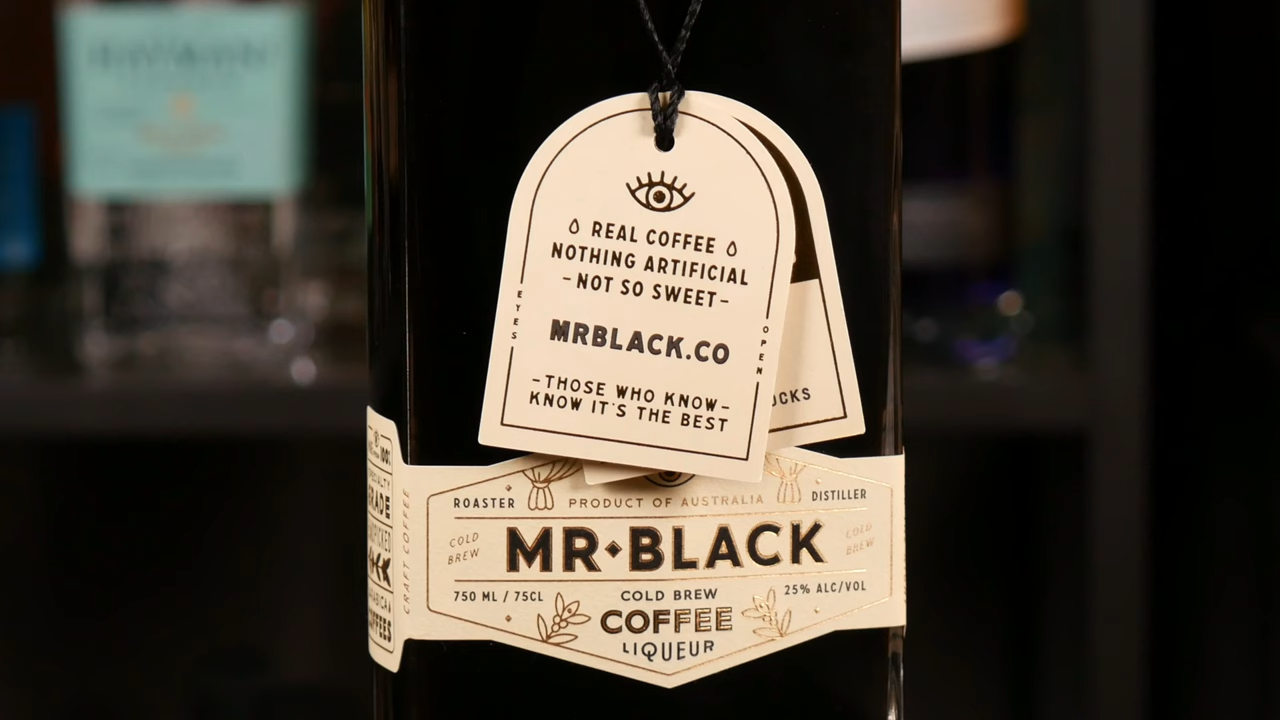 REAL COFFEE
NOTHING ARTIFICIAL
-NOT SO SWEET-
EYES
OPEN
MRBLACK.CO
-THOSE WHO KNOW-
KNOW IT'S THE BEST
ROASTER
PRODUCT OF AUSTRALIA
DISTILLER
COLD BREW
MR◆BLACK
COLD BREW
750 ML / 75CL
COLD BREW
25% ALC/VOL
COFFEE
LIQUEUR
CRAFT COFFEE
100%
GRADE